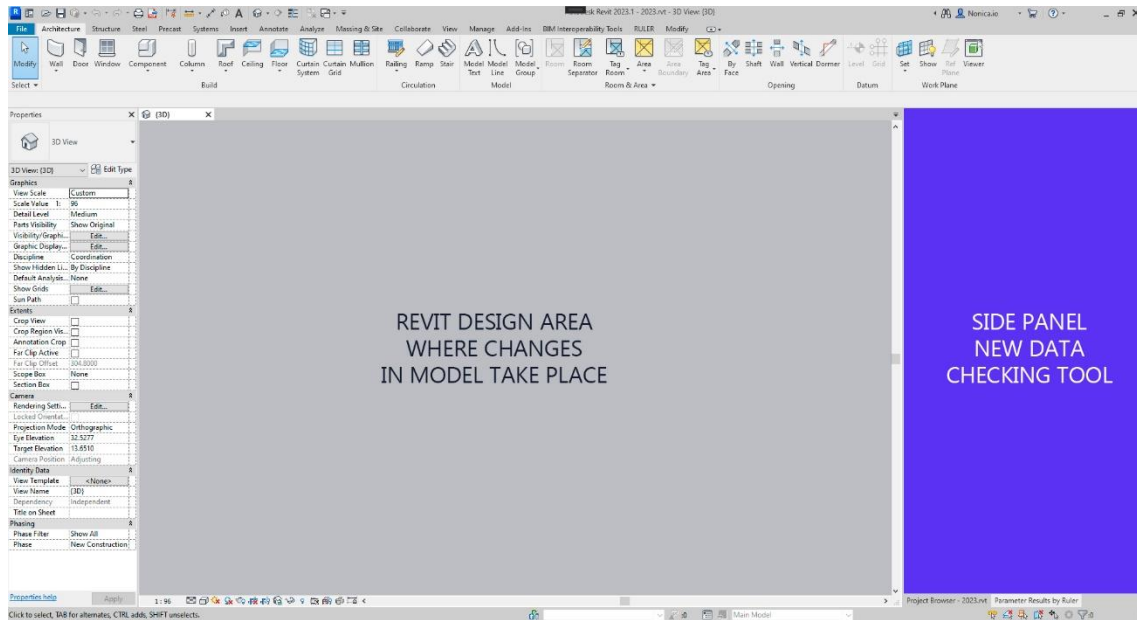 Autodesk Revit 2023.1 - 2023.rvt - 3D View: {3D}
Nonica.io
File Architecture Structure Steel Precast Systems Insert Annotate Analyze Massing & Site Collaborate View Manage Add-Ins BIM Interoperability Tools RULER Modify
Modify Wall Door Window Component Column Roof Ceiling Floor Curtain System Curtain Grid Mullion Railing Ramp Stair Model Text Model Line Model Group Room Room Separator Tag Room Area Area Boundary Tag Area By Face Shaft Wall Vertical Dormer Level Grid Set Show Ref Plane Viewer
Select Build Circulation Model Room & Area Opening Datum Work Plane
Properties
{3D}
3D View
3D View: {3D} Edit Type
Graphics
View Scale Custom
Scale Value 1: 96
Detail Level Medium
Parts Visibility Show Original
Visibility/Graphi... Edit...
Graphic Display... Edit...
Discipline Coordination
Show Hidden Li... By Discipline
Default Analysis... None
Show Grids Edit...
Sun Path
Extents
Crop View
Crop Region Vis...
Annotation Crop
Far Clip Active
Far Clip Offset 304.8000
Scope Box None
Section Box
Camera
Rendering Setti... Edit...
Locked Orientat...
Projection Mode Orthographic
Eye Elevation 32.5277
Target Elevation 13.6510
Camera Position Adjusting
Identity Data
View Template <None>
View Name {3D}
Dependency Independent
Title on Sheet
Phasing
Phase Filter Show All
Phase New Construction
Properties help Apply
REVIT DESIGN AREA
WHERE CHANGES
IN MODEL TAKE PLACE
SIDE PANEL
NEW DATA
CHECKING TOOL
1 : 96
Project Browser - 2023.rvt Parameter Results by Ruler
Click to select, TAB for alternates, CTRL adds, SHIFT unselects.
Main Model